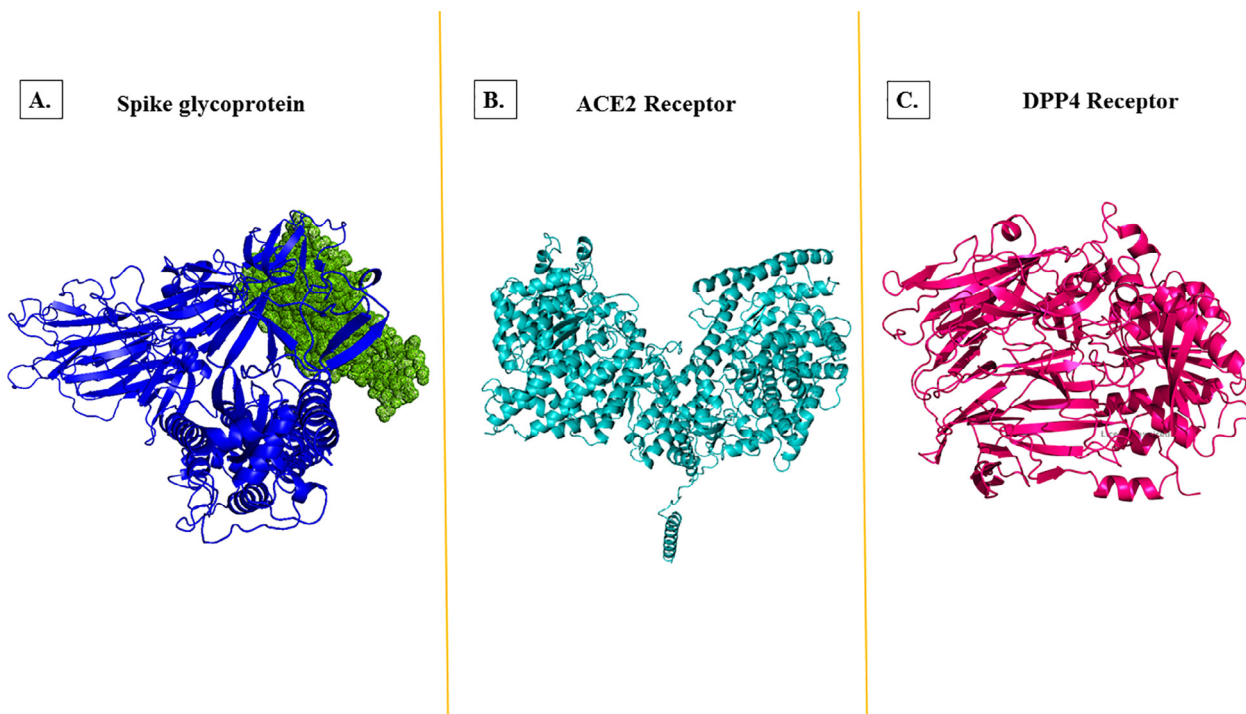 A.
Spike glycoprotein
B.
ACE2 Receptor
C.
DPP4 Receptor